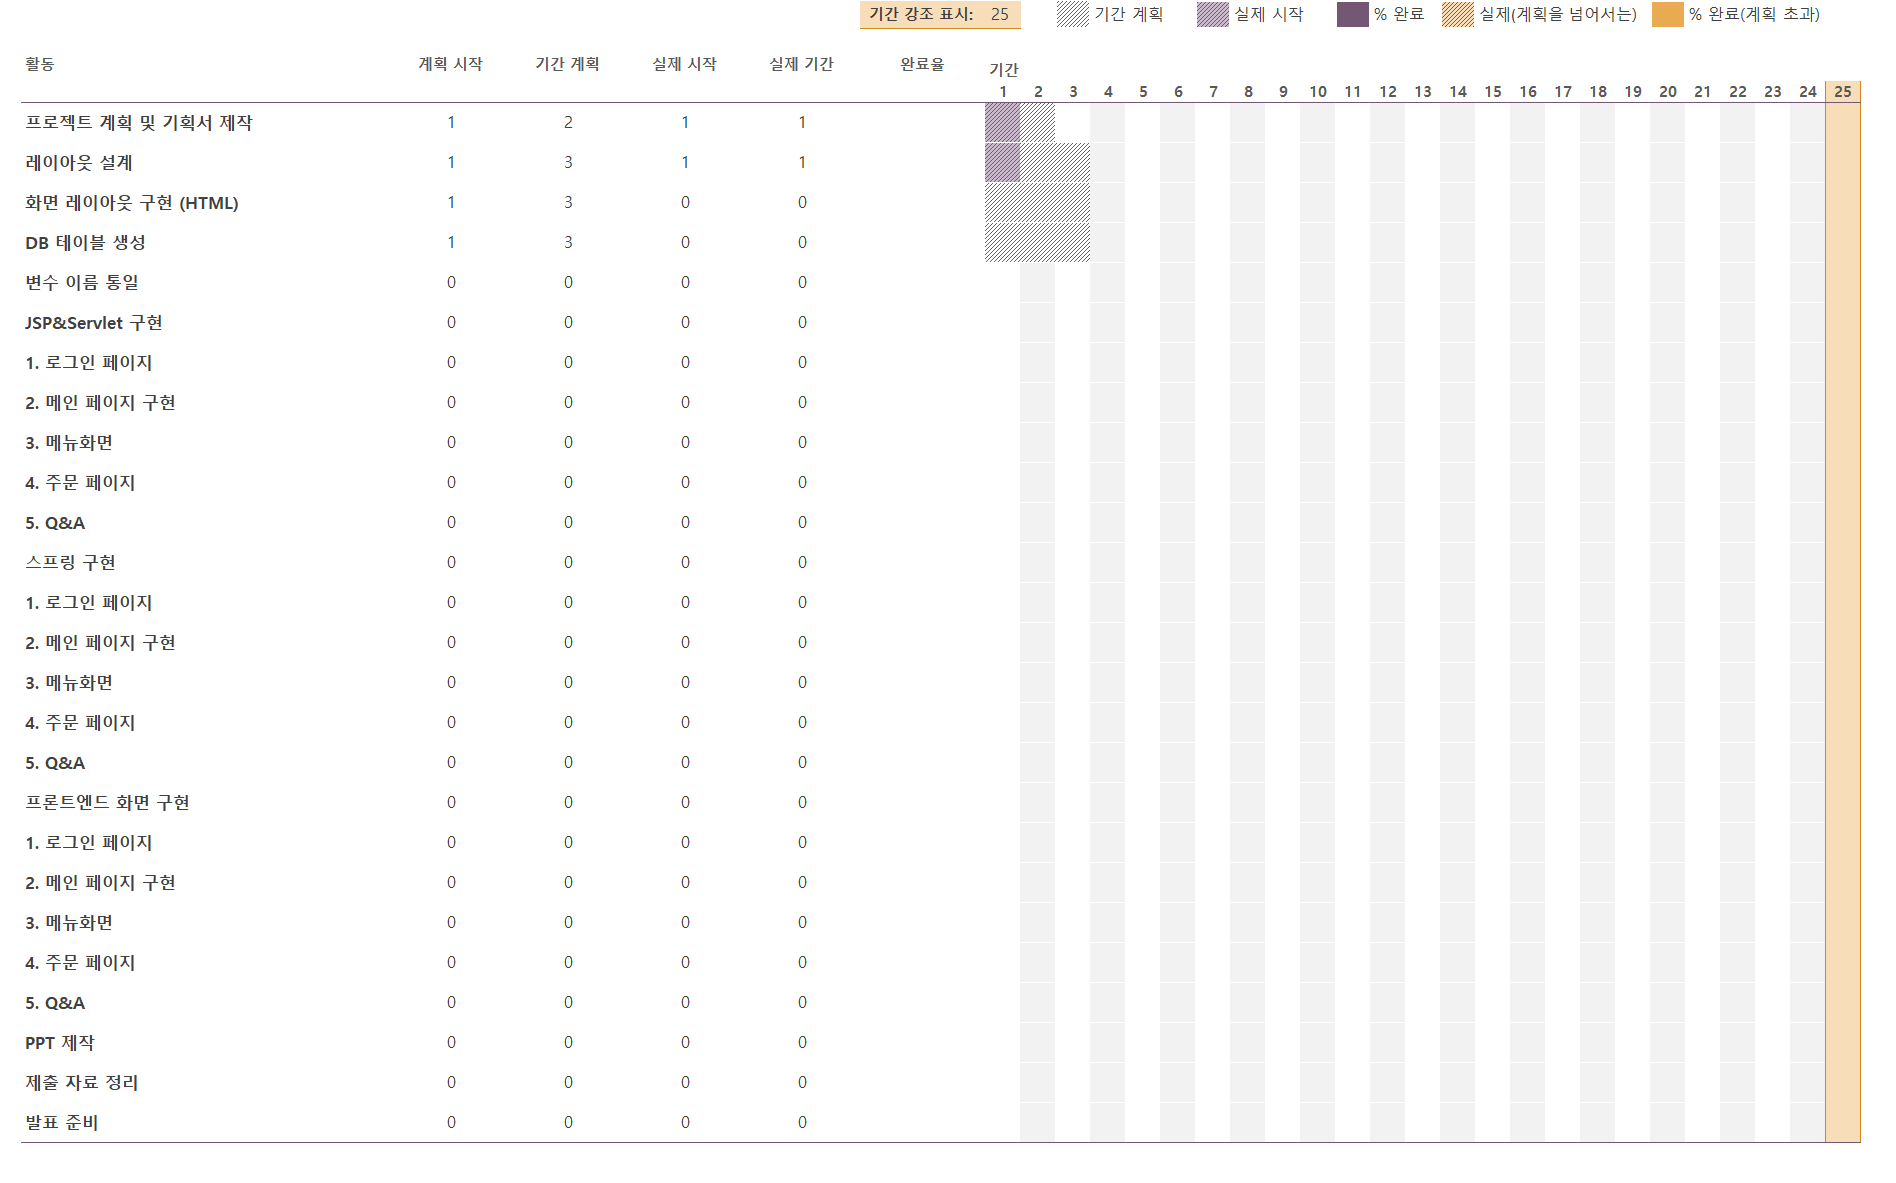 기간 강조 표시: 25 기간 계획 실제 시작 % 완료 실제(계획을 넘어서는) % 완료(계획 초과)
활동 계획 시작 기간 계획 실제 시작 실제 기간 완료율 기간
1 2 3 4 5 6 7 8 9 10 11 12 13 14 15 16 17 18 19 20 21 22 23 24 25
프로젝트 계획 및 기획서 제작 1 2 1 1
레이아웃 설계 1 3 1 1
화면 레이아웃 구현 (HTML) 1 3 0 0
DB 테이블 생성 1 3 0 0
변수 이름 통일 0 0 0 0
JSP&Servlet 구현 0 0 0 0
1. 로그인 페이지 0 0 0 0
2. 메인 페이지 구현 0 0 0 0
3. 메뉴화면 0 0 0 0
4. 주문 페이지 0 0 0 0
5. Q&A 0 0 0 0
스프링 구현 0 0 0 0
1. 로그인 페이지 0 0 0 0
2. 메인 페이지 구현 0 0 0 0
3. 메뉴화면 0 0 0 0
4. 주문 페이지 0 0 0 0
5. Q&A 0 0 0 0
프론트엔드 화면 구현 0 0 0 0
1. 로그인 페이지 0 0 0 0
2. 메인 페이지 구현 0 0 0 0
3. 메뉴화면 0 0 0 0
4. 주문 페이지 0 0 0 0
5. Q&A 0 0 0 0
PPT 제작 0 0 0 0
제출 자료 정리 0 0 0 0
발표 준비 0 0 0 0